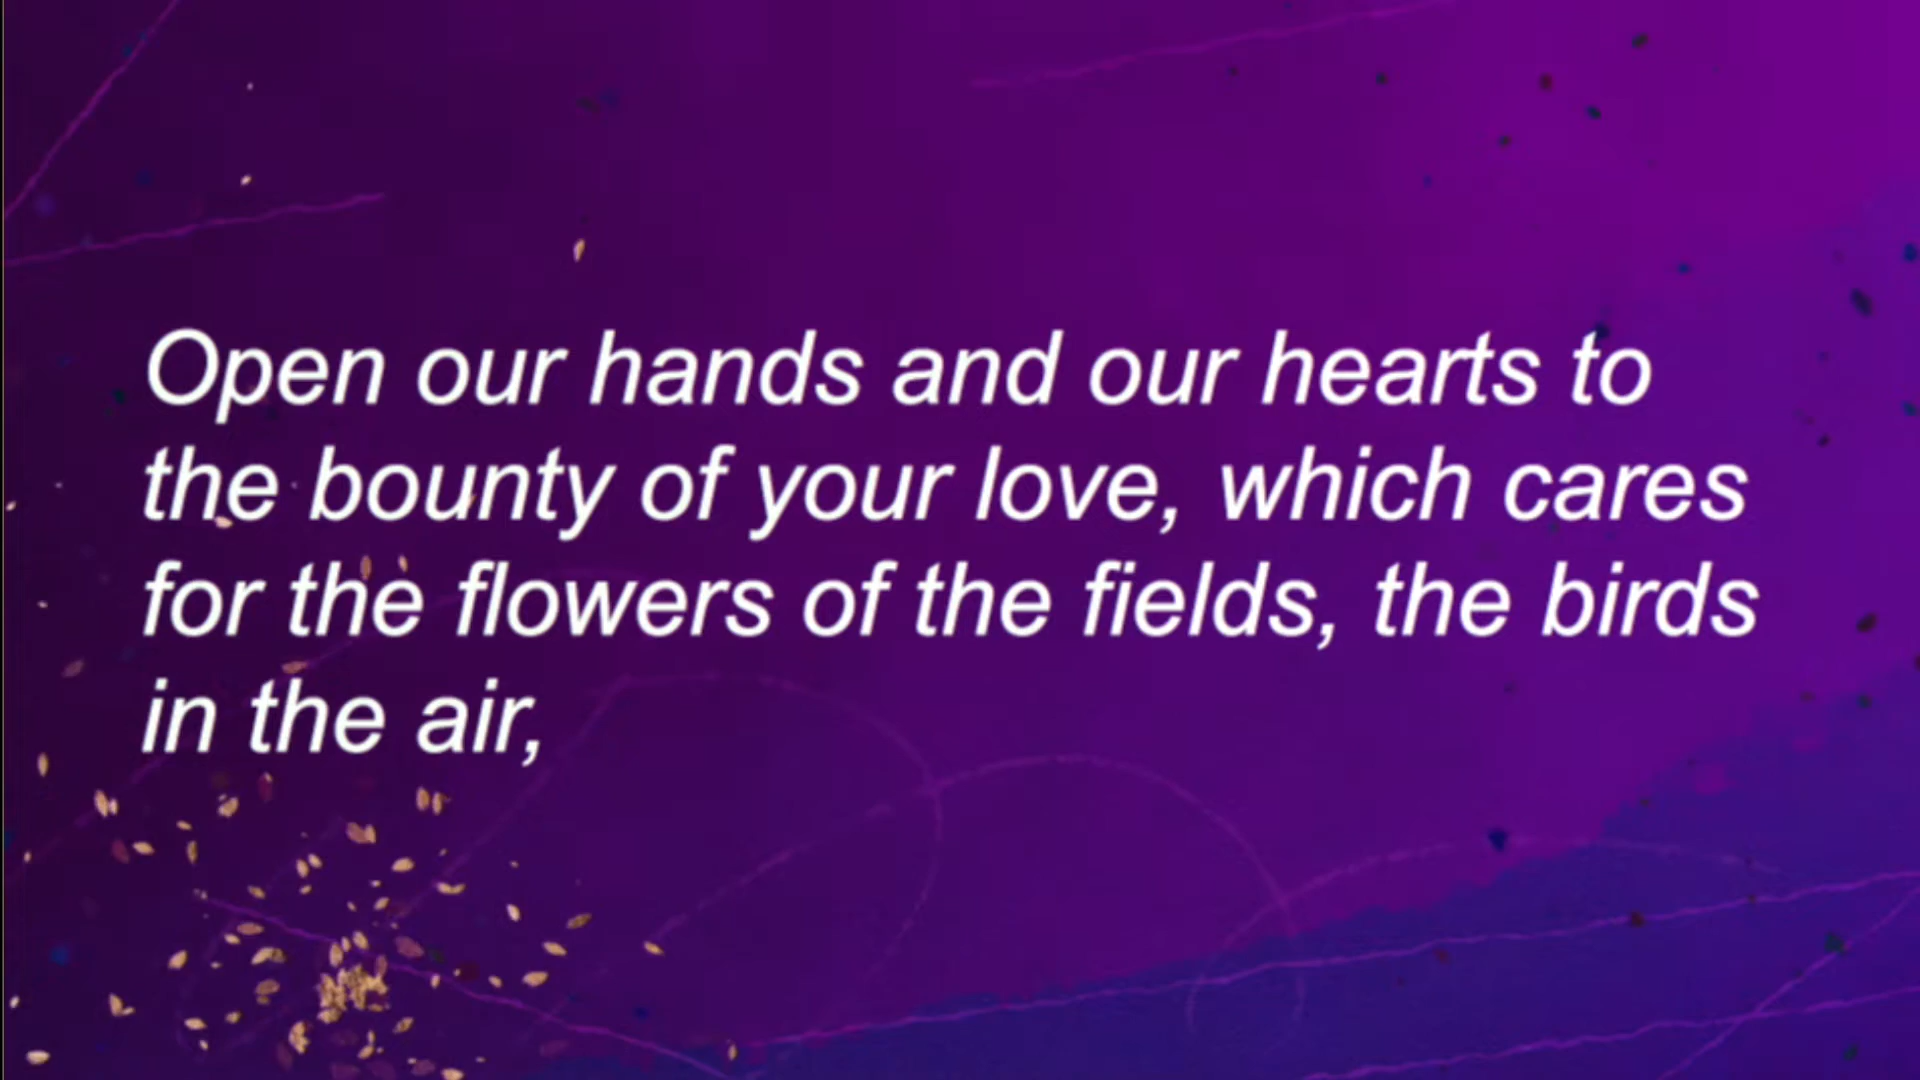 Open our hands and our hearts to
the bounty of your love, which cares
for the flowers of the fields, the birds
in the air,